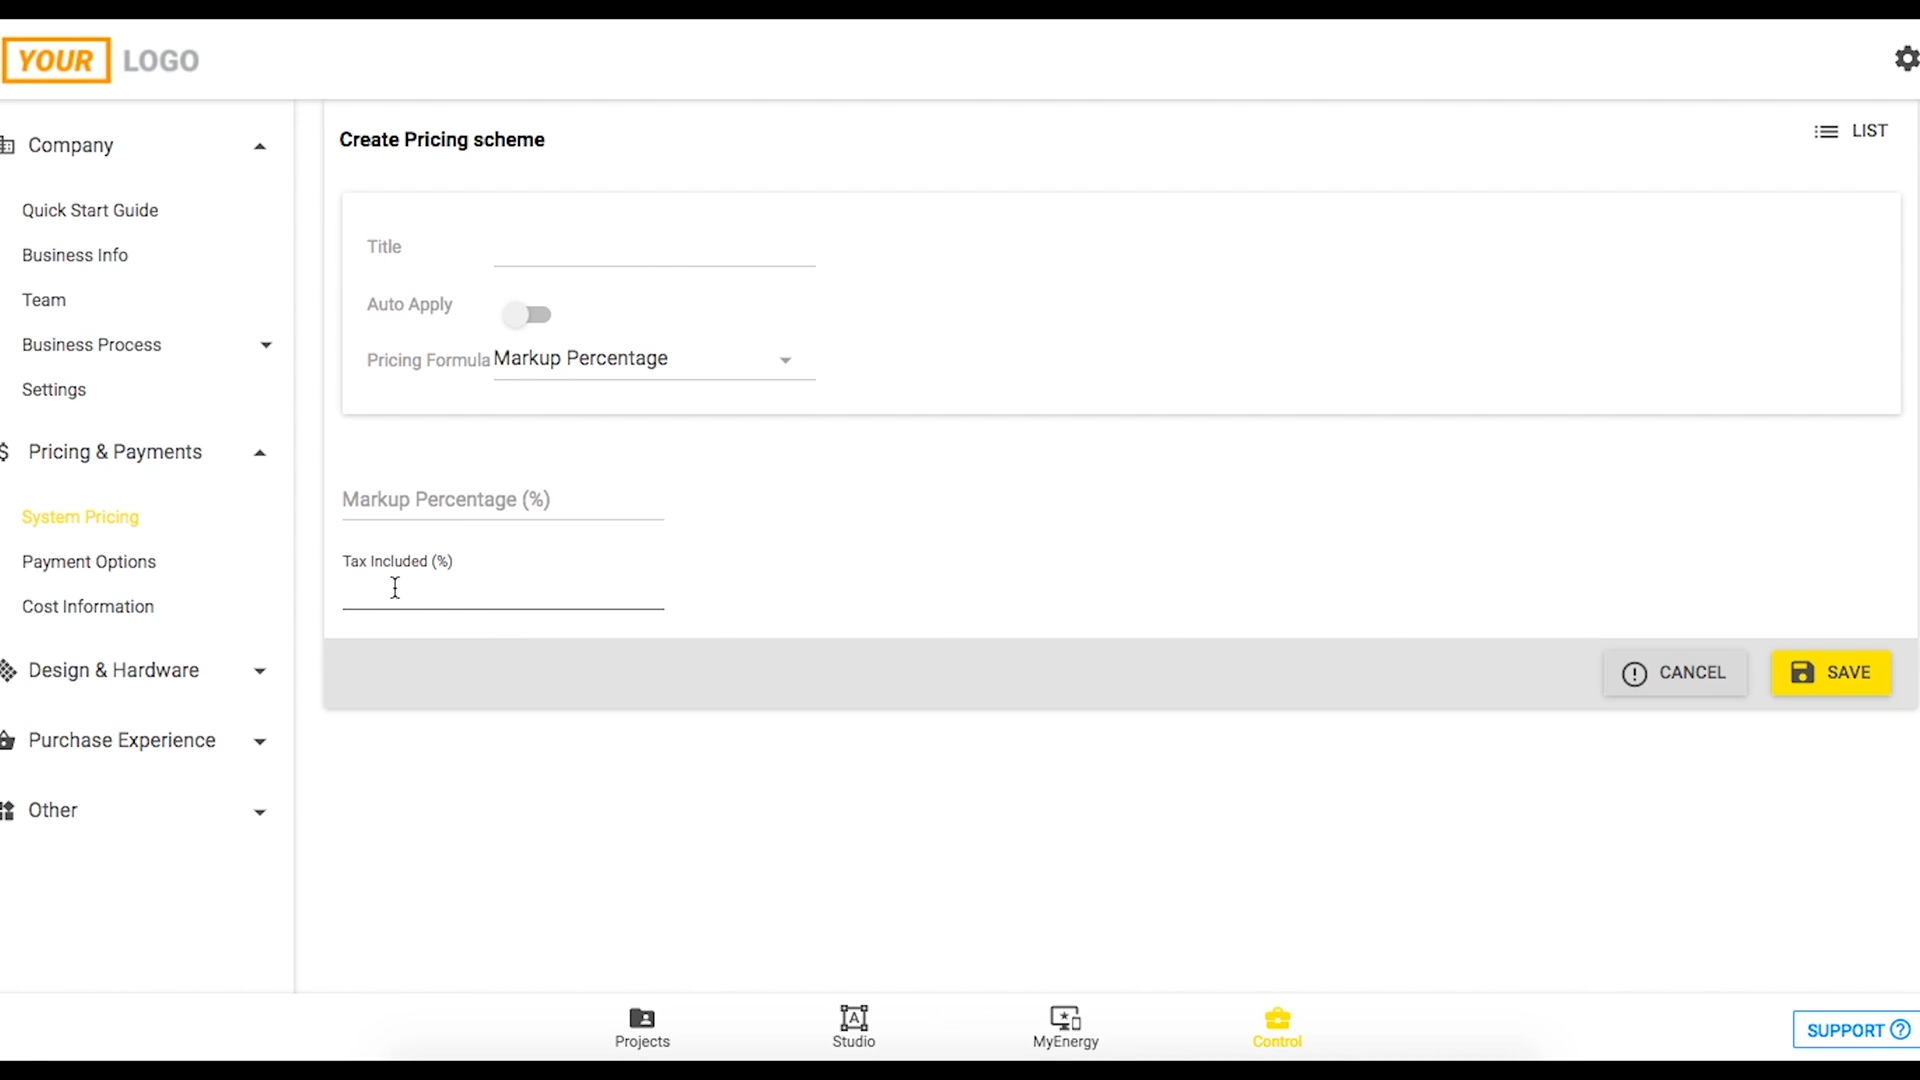 YOUR LOGO
Company
Quick Start Guide
Business Info
Team
Business Process
Settings
Pricing & Payments
System Pricing
Payment Options
Cost Information
Design & Hardware
Purchase Experience
Other
Create Pricing scheme
LIST
Title
Auto Apply
Pricing Formula Markup Percentage
Markup Percentage (%)
Tax Included (%)
CANCEL
SAVE
Projects
Studio
MyEnergy
Control
SUPPORT